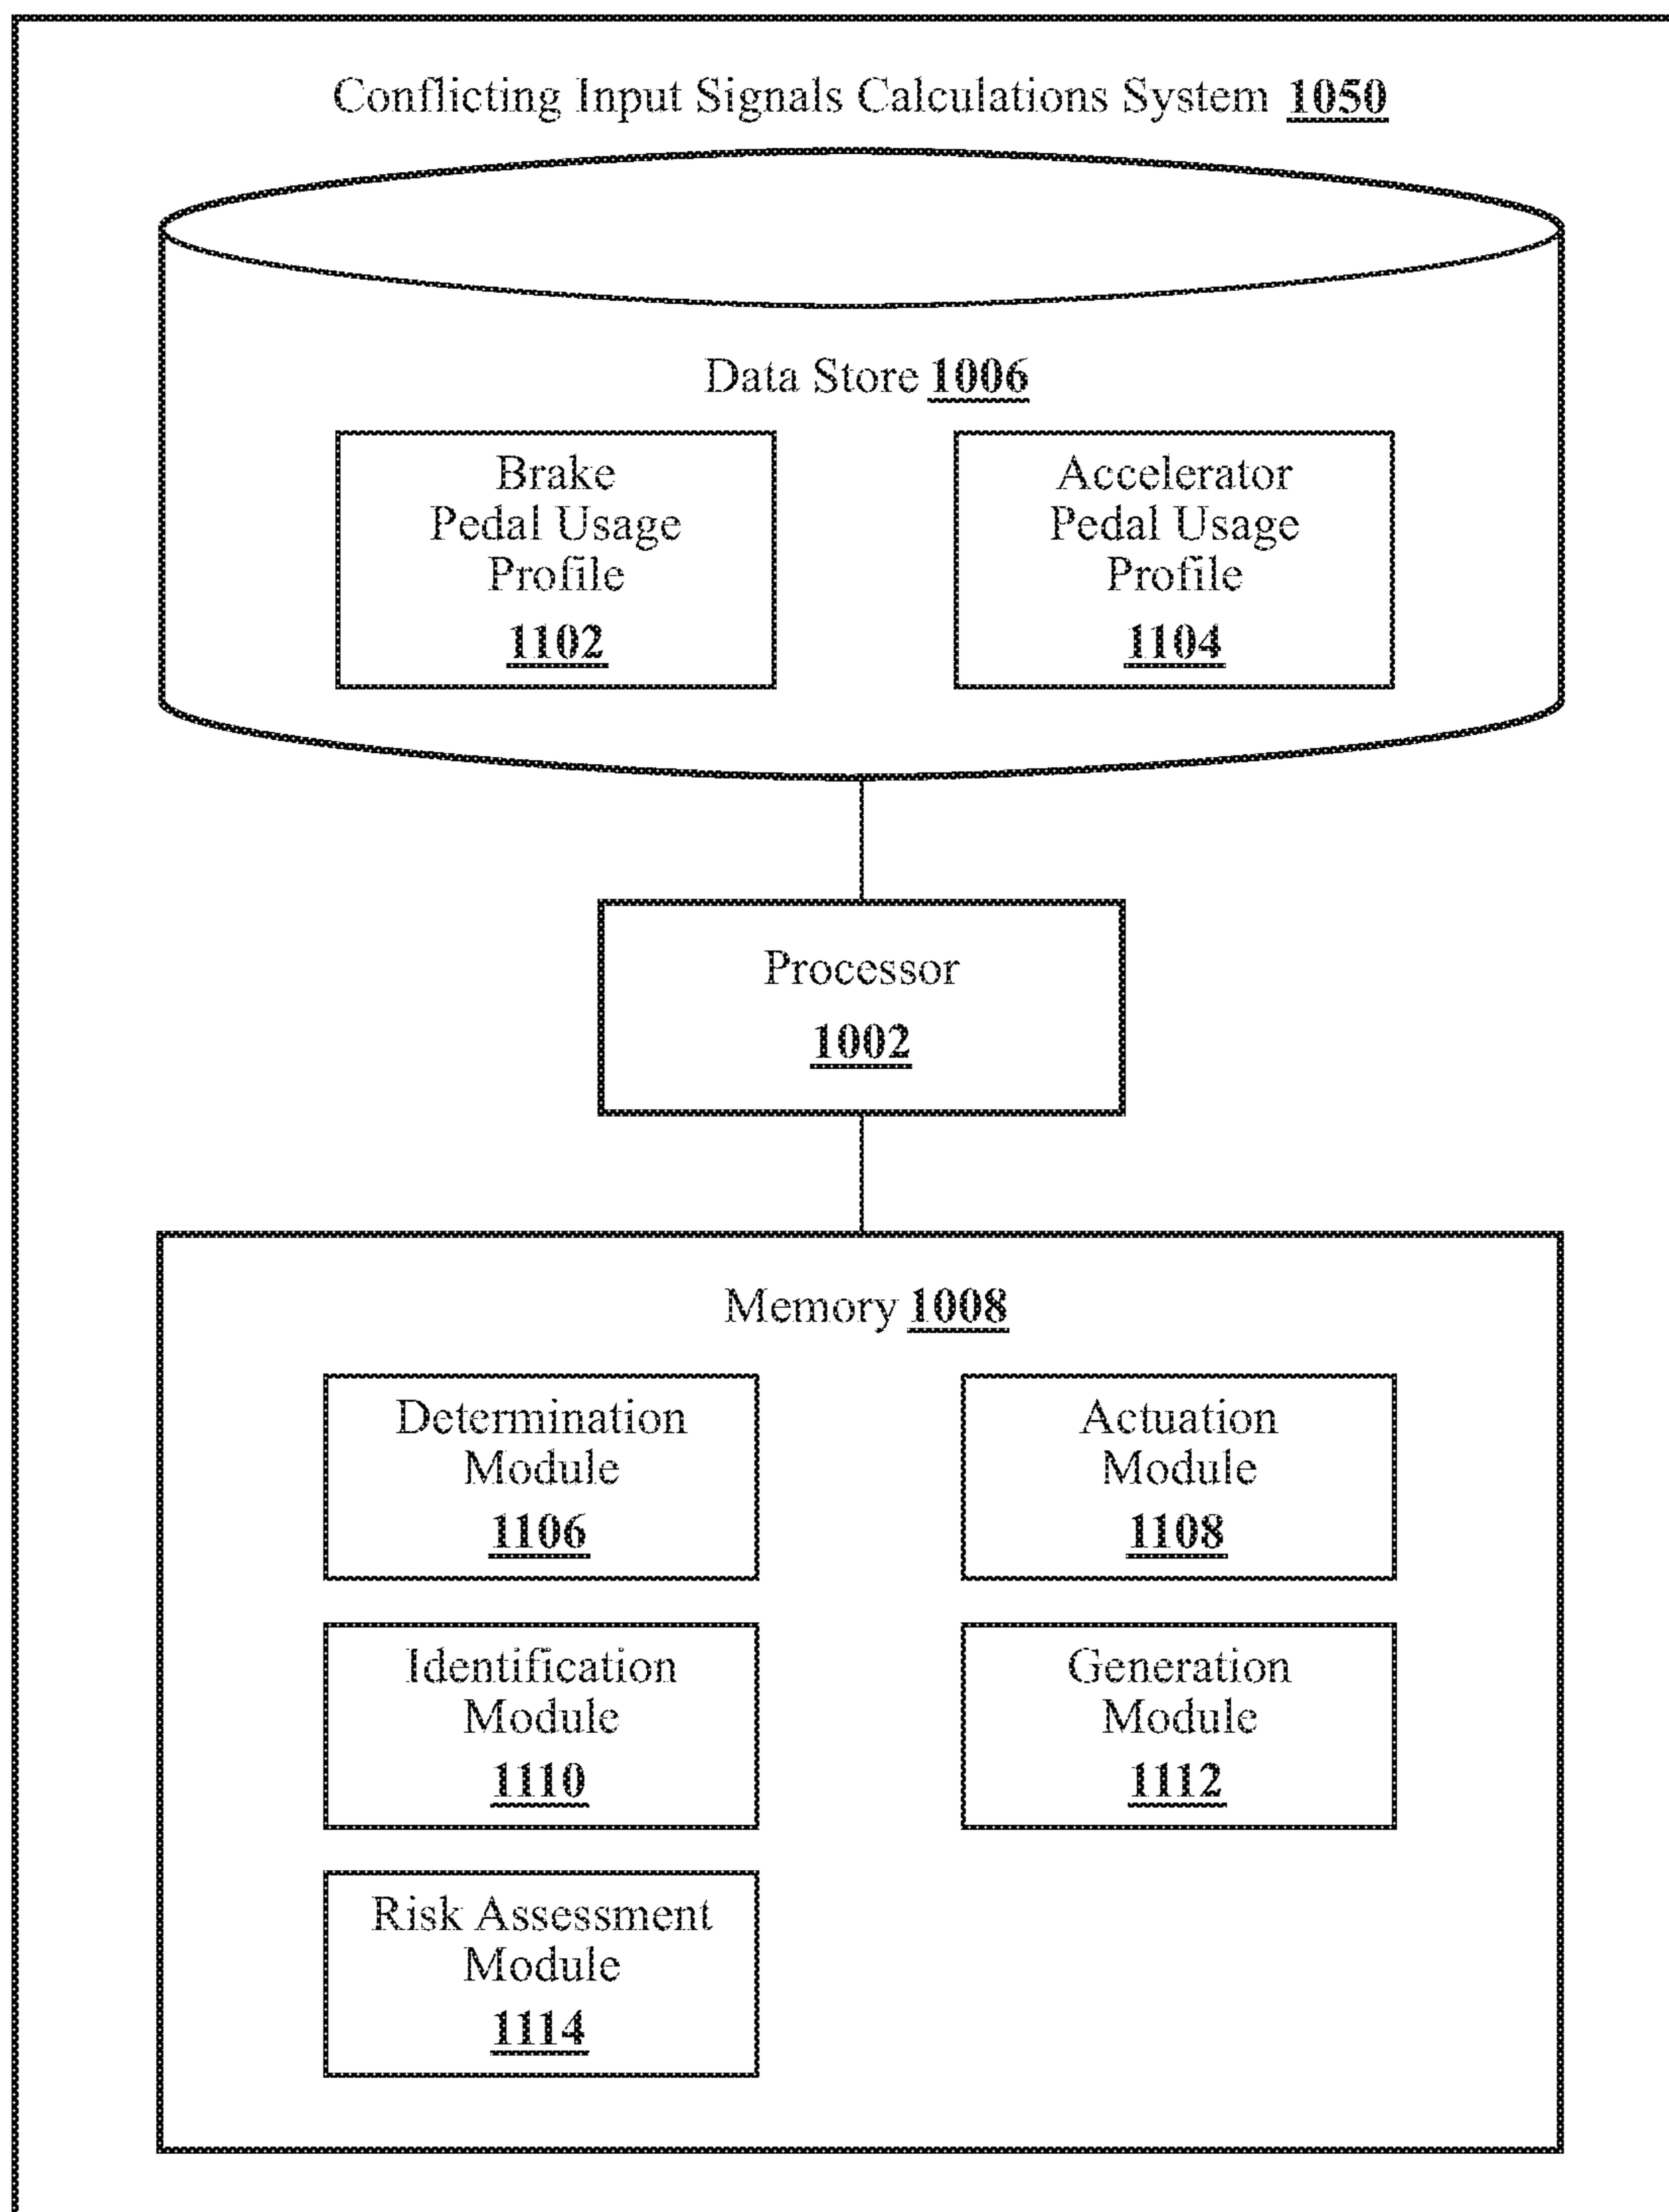 Conflicting Input Signals Calculations System 1050
Data Store 1006
Brake
Pedal Usage
Profile
1102
Accelerator
Pedal Usage
Profile
1104
Processor
1002
Memory 1008
Determination
Module
1106
Actuation
Module
1108
Identification
Module
1110
Generation
Module
1112
Risk Assessment
Module
1114